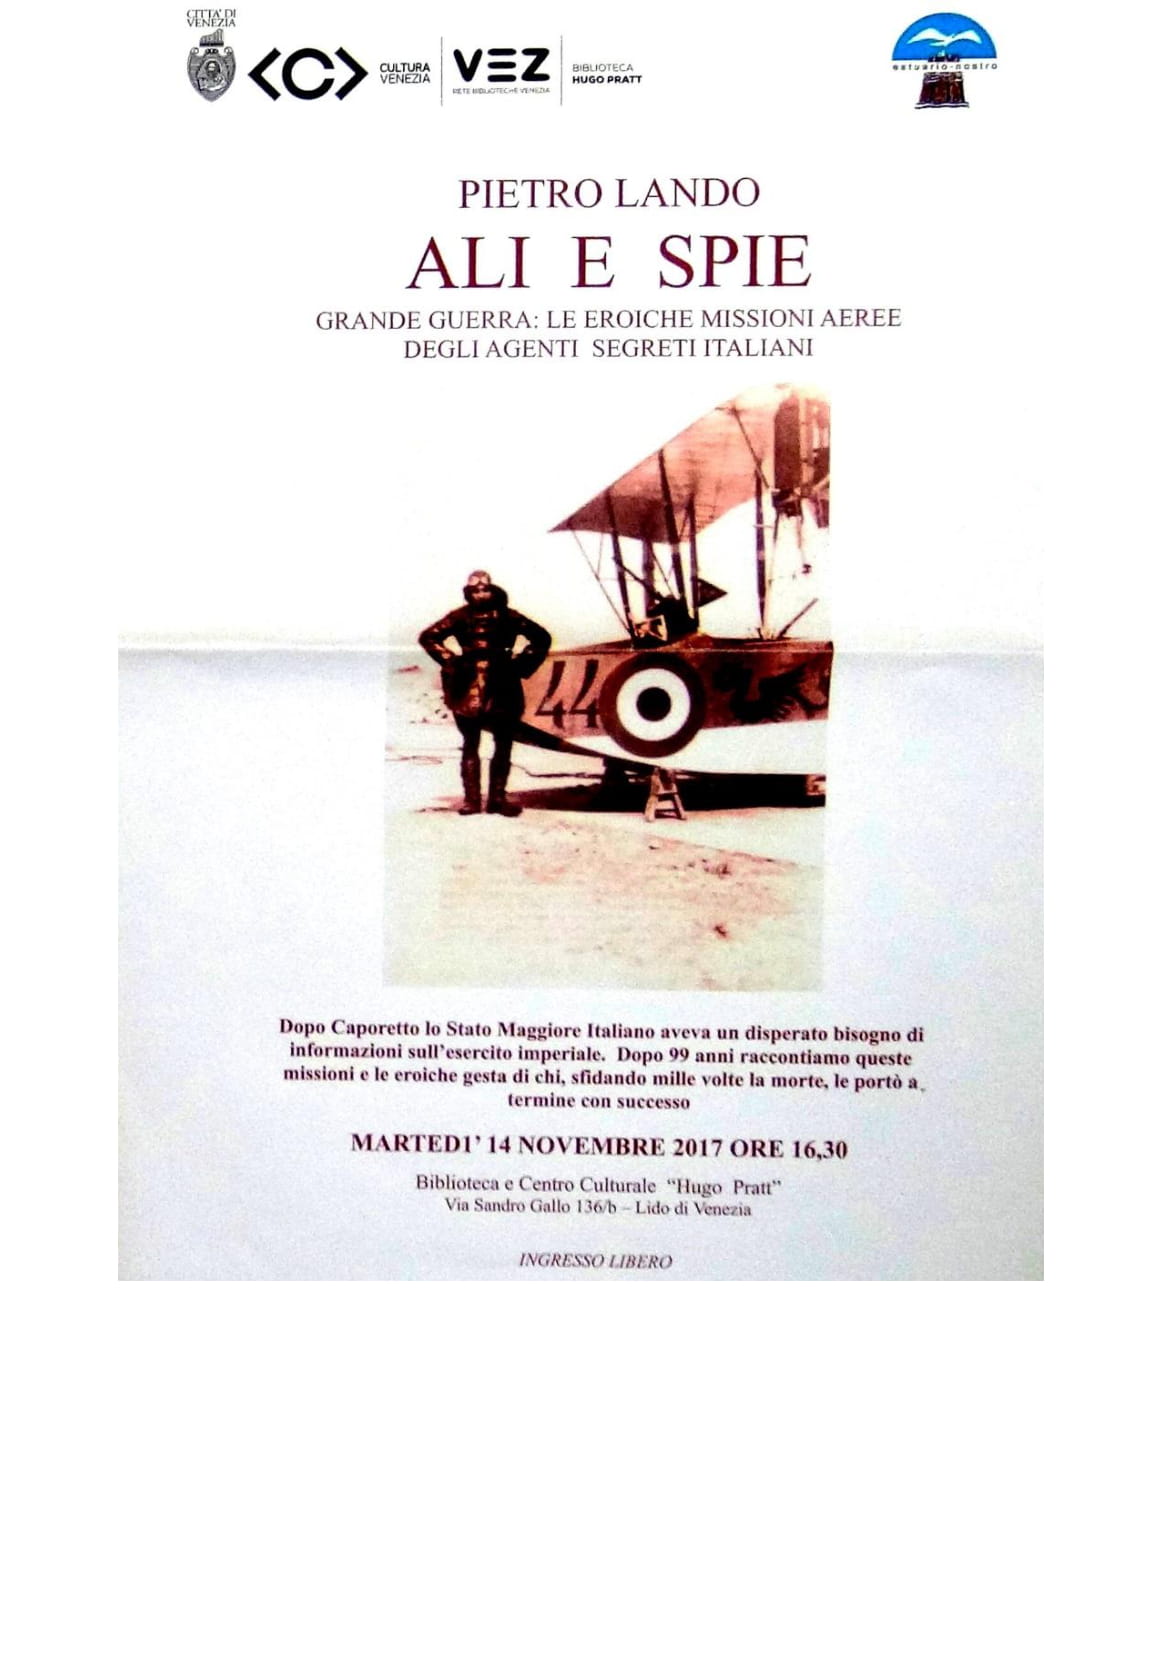 CITTA' DI
VENEZIA
<C>
CULTURA
VENEZIA
VEZ
RETE BIBLIOTECHE VENEZIA
BIBLIOTECA
HUGO PRATT
estuario-nostro
PIETRO LANDO
ALI E SPIE
GRANDE GUERRA: LE EROICHE MISSIONI AEREE
DEGLI AGENTI SEGRETI ITALIANI
44
Dopo Caporetto lo Stato Maggiore Italiano aveva un disperato bisogno di
informazioni sull'esercito imperiale. Dopo 99 anni raccontiamo queste
missioni e le eroiche gesta di chi, sfidando mille volte la morte, le portò a
termine con successo
MARTEDI' 14 NOVEMBRE 2017 ORE 16,30
Biblioteca e Centro Culturale “Hugo Pratt”
Via Sandro Gallo 136/b – Lido di Venezia
INGRESSO LIBERO